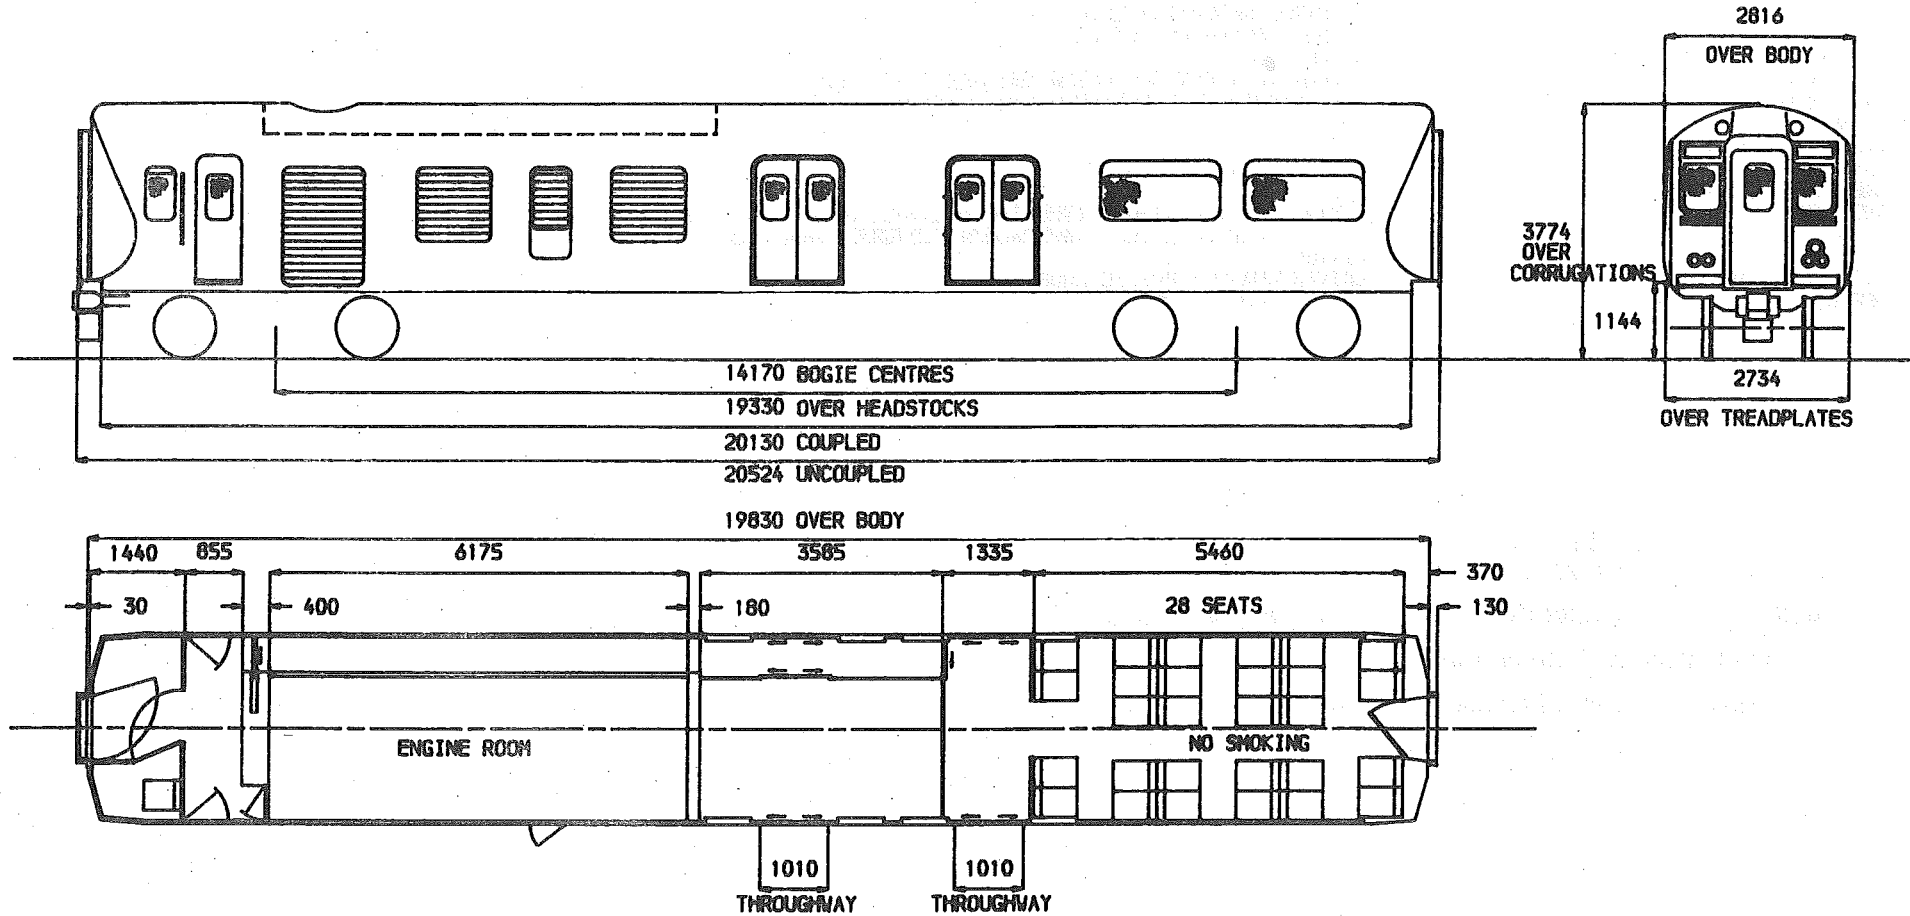 2816
OVER BODY
3774
OVER
CORRUGATIONS
1144
2734
OVER TREADPLATES
14170 BOGIE CENTRES
19330 OVER HEADSTOCKS
20130 COUPLED
20524 UNCOUPLED
19830 OVER BODY
1440 855 6175 3585 1335 5460 370
30 400 180 28 SEATS 130
ENGINE ROOM
NO SMOKING
1010 1010
THROUGHWAY THROUGHWAY